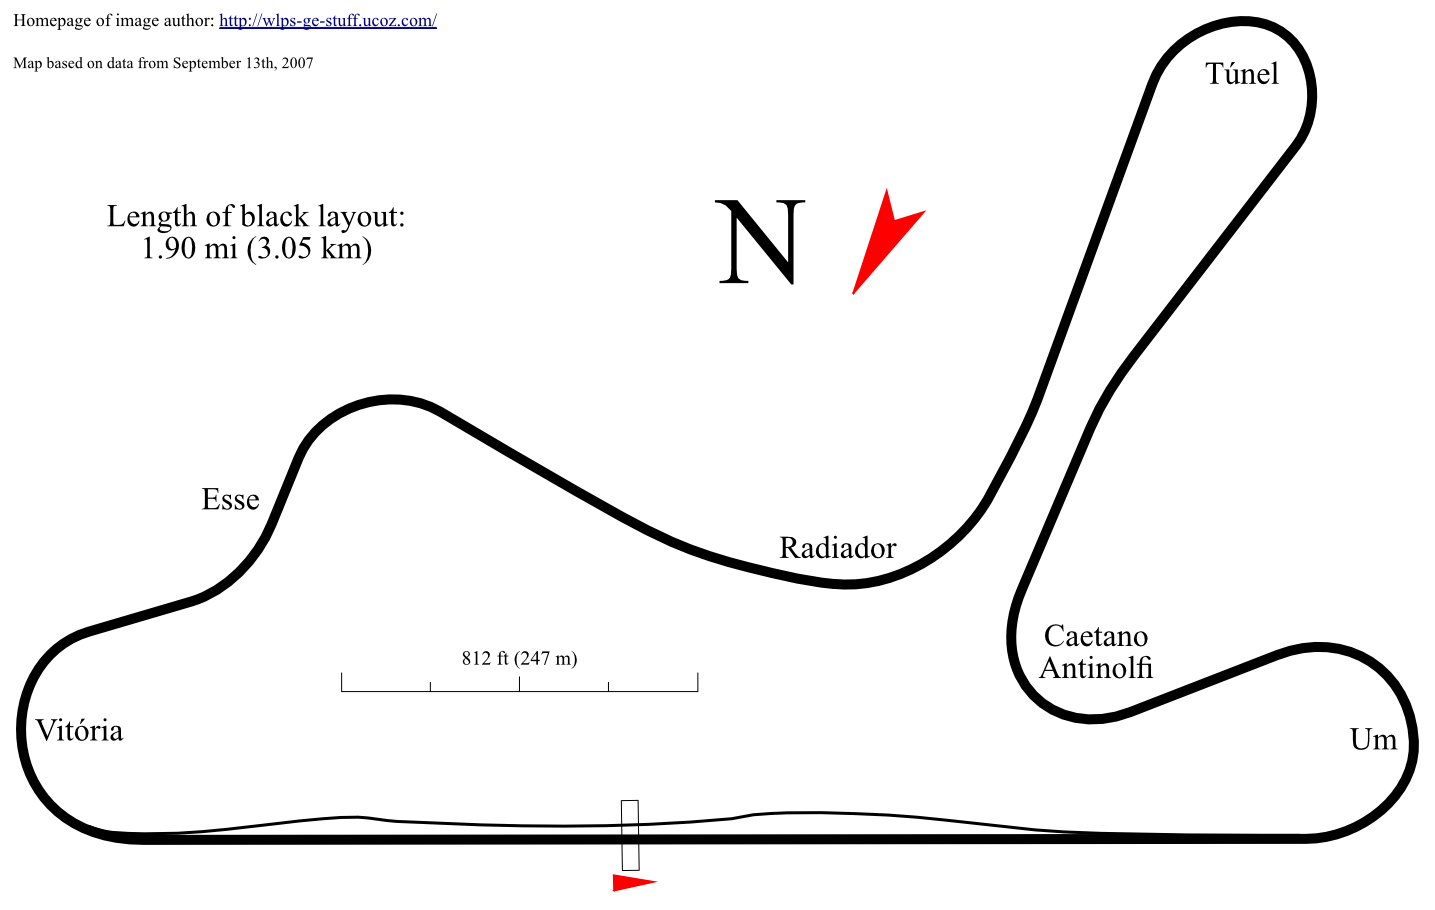 Homepage of image author: http://wlps-ge-stuff.ucoz.com/
Map based on data from September 13th, 2007
Túnel
Length of black layout:
1.90 mi (3.05 km)
N
Esse
Radiador
Caetano
Antinolfi
812 ft (247 m)
Vitória
Um